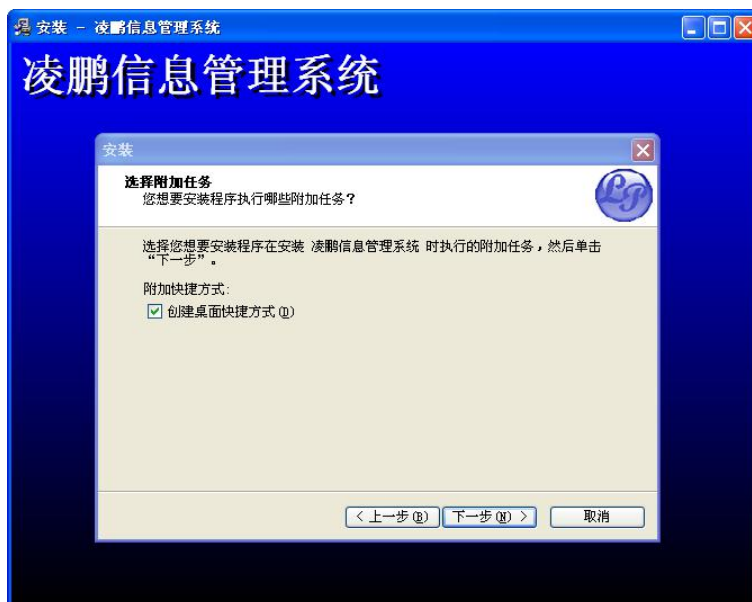 安装 - 凌鹏信息管理系统
凌鹏信息管理系统
安装
选择附加任务
您想要安装程序执行哪些附加任务？
LP
选择您想要安装程序在安装 凌鹏信息管理系统 时执行的附加任务，然后单击
“下一步”。
附加快捷方式:
创建桌面快捷方式(D)
< 上一步(B) 下一步(N) > 取消